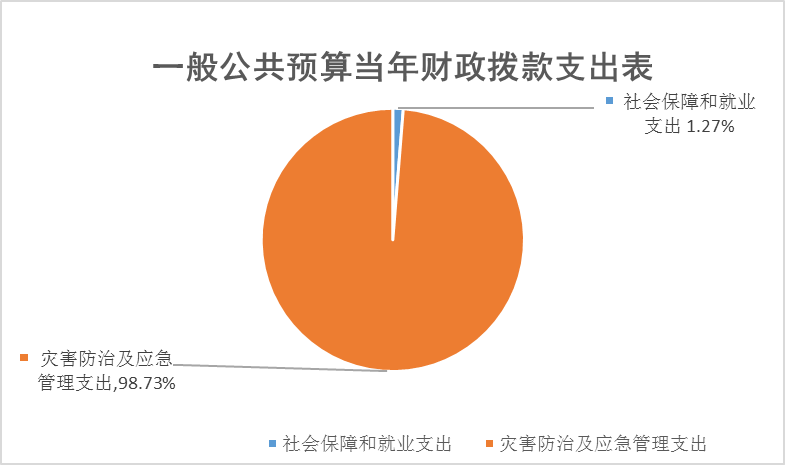 一般公共预算当年财政拨款支出表
社会保障和就业
支出 1.27%
灾害防治及应急
管理支出,98.73%
社会保障和就业支出
灾害防治及应急管理支出